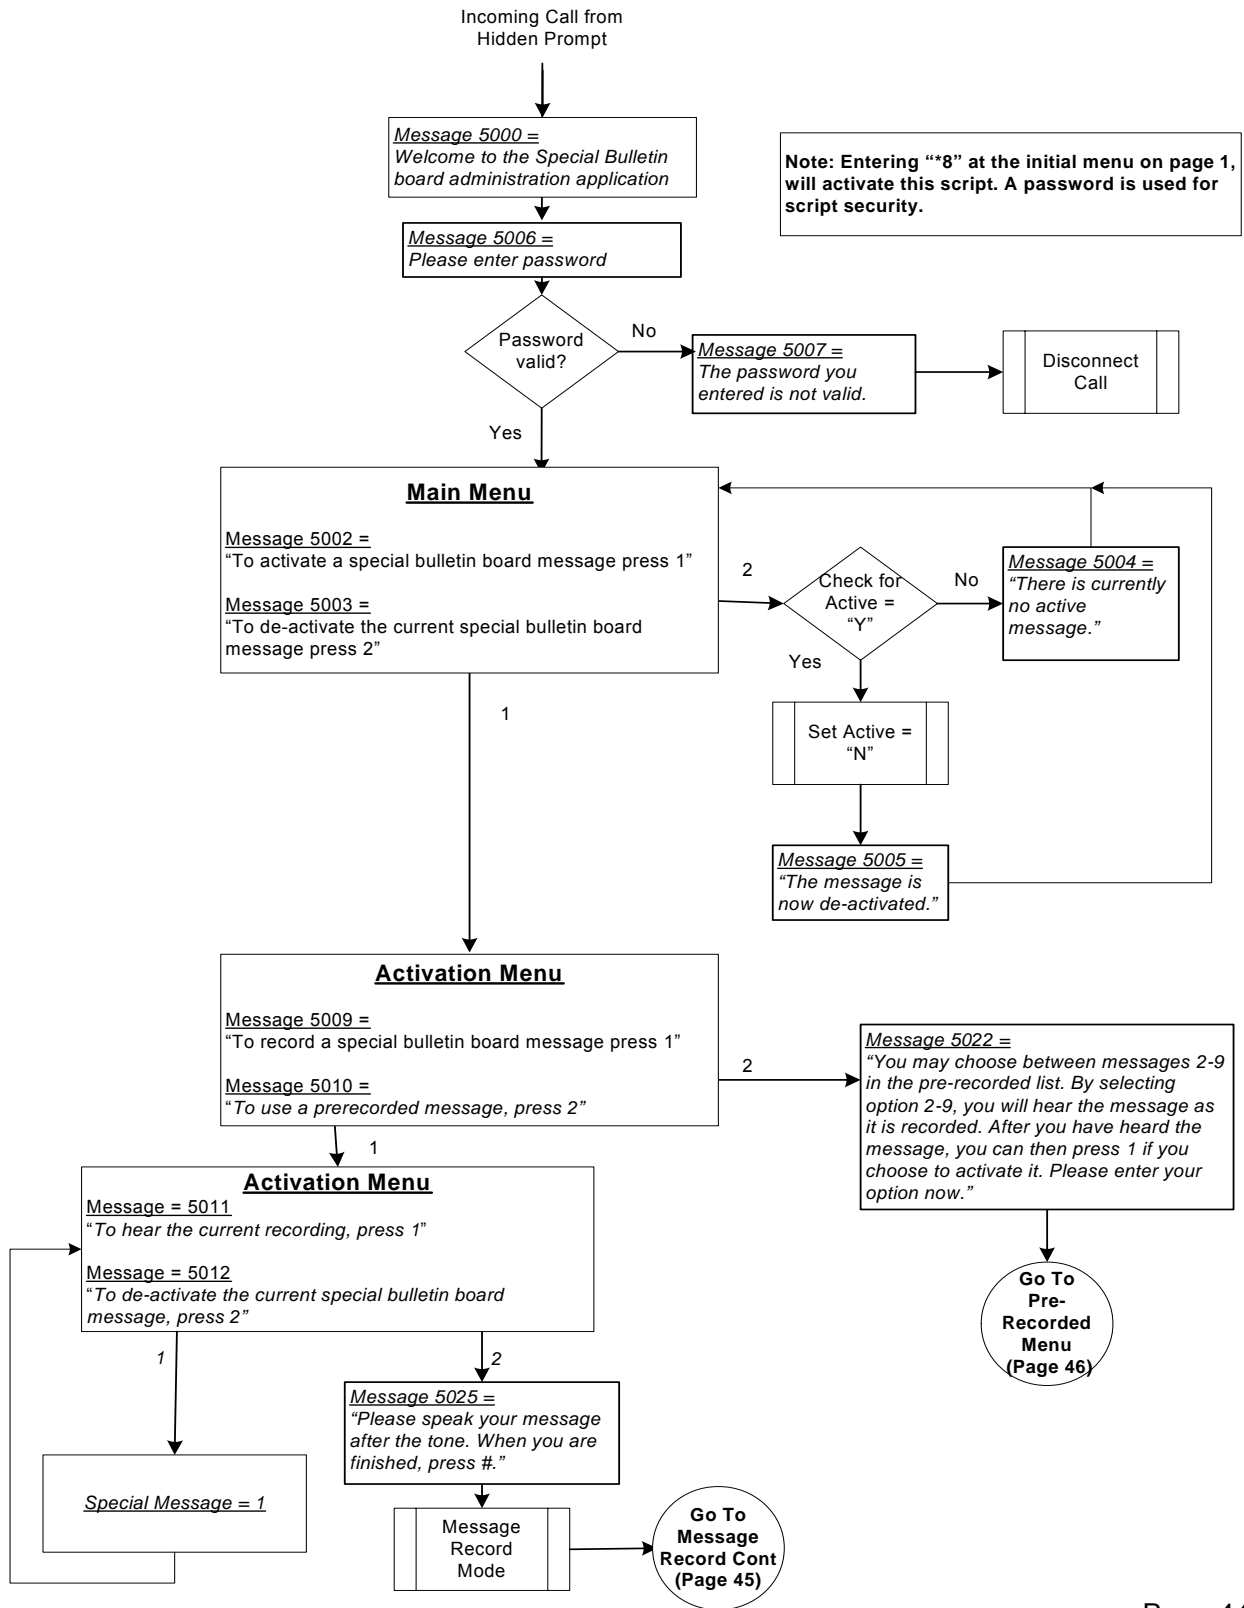 Incoming Call from
Hidden Prompt
Message 5000 =
Welcome to the Special Bulletin
board administration application
Note: Entering “*8” at the initial menu on page 1,
will activate this script. A password is used for
script security.
Message 5006 =
Please enter password
Password
valid?
No
Message 5007 =
The password you
entered is not valid.
Disconnect
Call
Yes
Main Menu
Message 5002 =
“To activate a special bulletin board message press 1”
Message 5003 =
“To de-activate the current special bulletin board
message press 2”
2
Check for
Active =
“Y”
No
Message 5004 =
“There is currently
no active
message.”
Yes
Set Active =
“N”
Message 5005 =
“The message is
now de-activated.”
1
Activation Menu
Message 5009 =
“To record a special bulletin board message press 1”
Message 5010 =
“To use a prerecorded message, press 2”
2
Message 5022 =
“You may choose between messages 2-9
in the pre-recorded list. By selecting
option 2-9, you will hear the message as
it is recorded. After you have heard the
message, you can then press 1 if you
choose to activate it. Please enter your
option now.”
Go To
Pre-
Recorded
Menu
(Page 46)
1
Activation Menu
Message = 5011
“To hear the current recording, press 1”
Message = 5012
“To de-activate the current special bulletin board
message, press 2”
1
2
Message 5025 =
“Please speak your message
after the tone. When you are
finished, press #.”
Special Message = 1
Message
Record
Mode
Go To
Message
Record Cont
(Page 45)